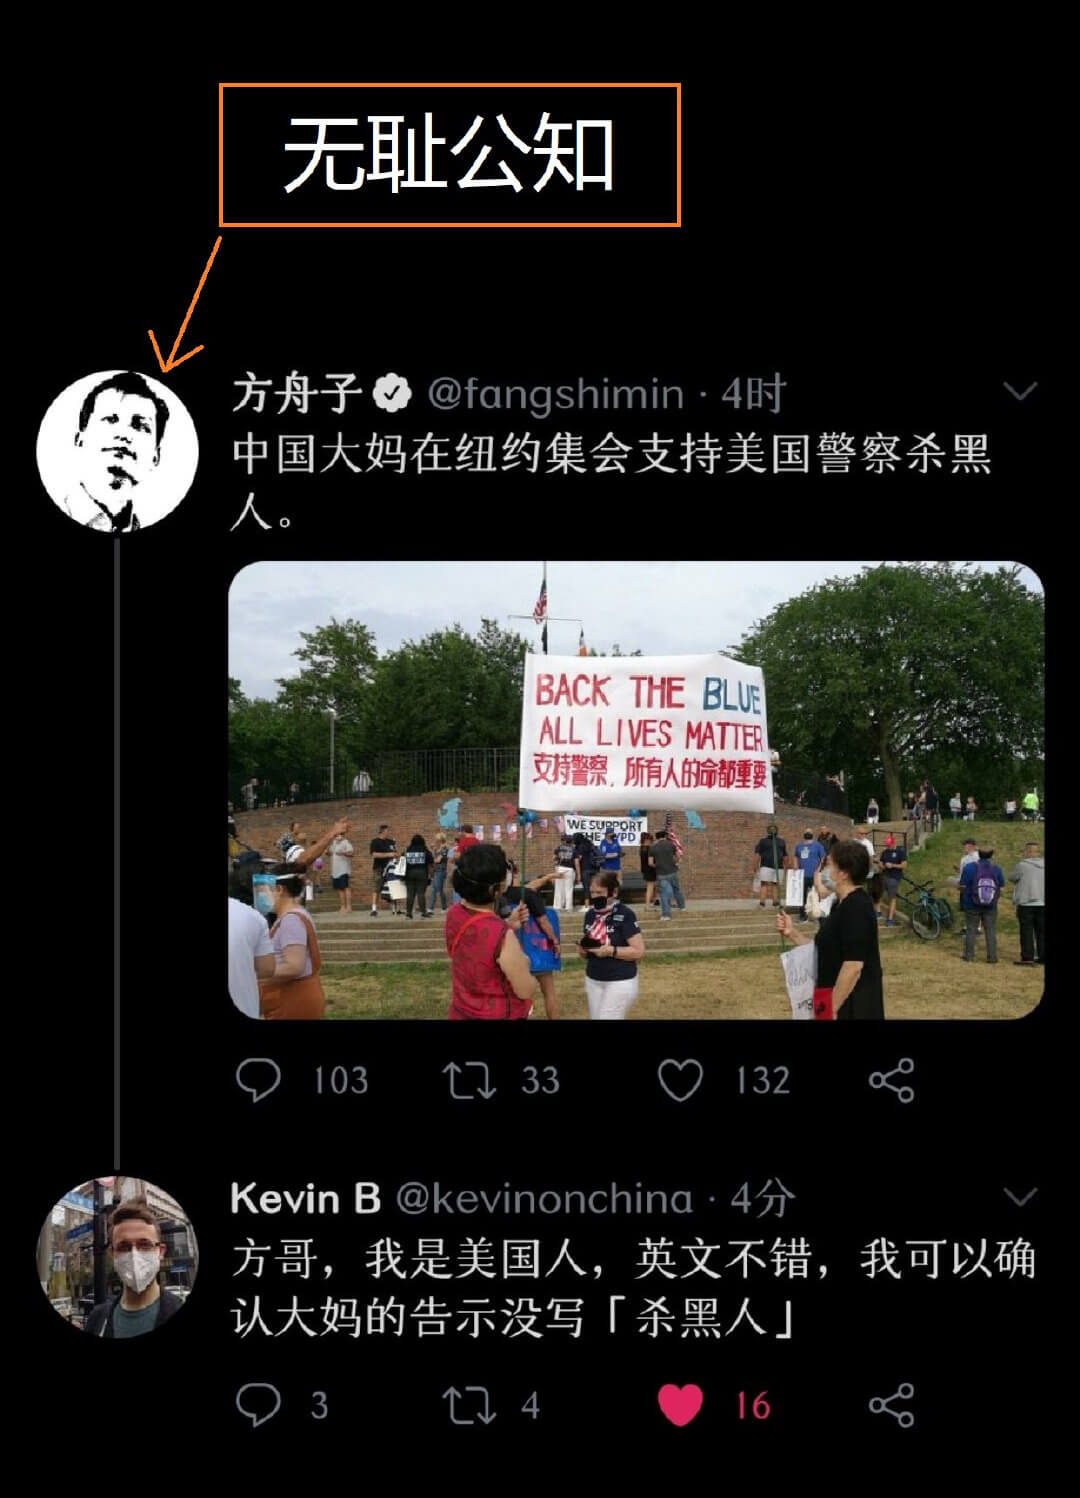 无耻公知
方舟子 @fangshimin · 4时
中国大妈在纽约集会支持美国警察杀黑
人。
BACK THE BLUE
ALL LIVES MATTER
支持警察，所有人的命都重要
WE SUPPORT
THE NYPD
103 33 132
Kevin B @kevinonchina · 4分
方哥，我是美国人，英文不错，我可以确
认大妈的告示没写「杀黑人」
3 4 16